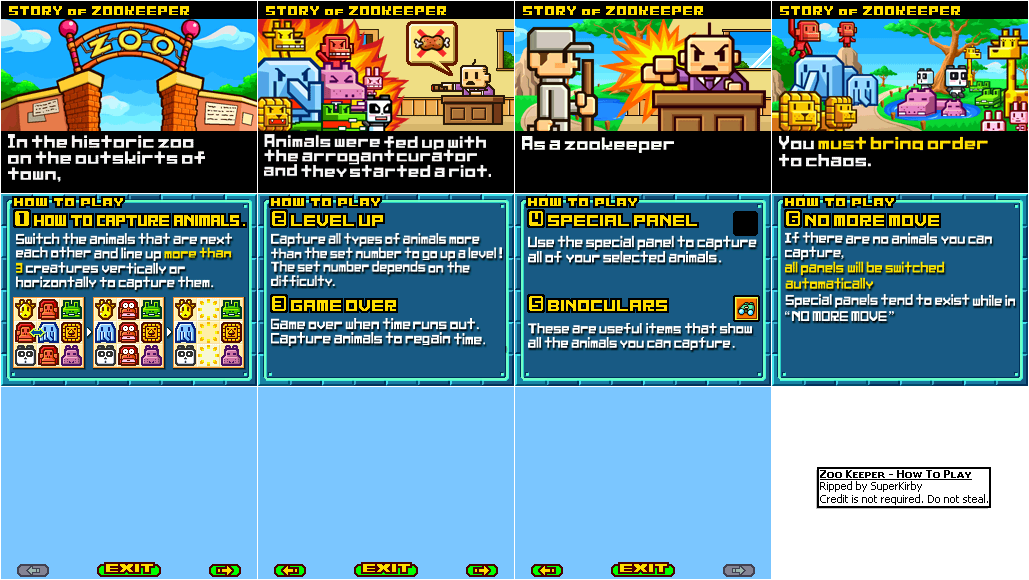 STORY OF ZOOKEEPER
ZOO
In the historic zoo
on the outskirts of
town,
STORY OF ZOOKEEPER
Animals were fed up with
the arrogant curator
and they started a riot.
STORY OF ZOOKEEPER
As a zookeeper
STORY OF ZOOKEEPER
You must bring order
to chaos.
HOW TO PLAY
1 HOW TO CAPTURE ANIMALS.
Switch the animals that are next
each other and line up more than
3 creatures vertically or
horizontally to capture them.
HOW TO PLAY
2 LEVEL UP
Capture all types of animals more
than the set number to go up a level!
The set number depends on the
difficulty.
3 GAME OVER
Game over when time runs out.
Capture animals to regain time.
HOW TO PLAY
4 SPECIAL PANEL
Use the special panel to capture
all of your selected animals.
5 BINOCULARS
These are useful items that show
all the animals you can capture.
HOW TO PLAY
6 NO MORE MOVE
If there are no animals you can
capture,
all panels will be switched
automatically
Special panels tend to exist while in
"NO MORE MOVE"
EXIT
EXIT
EXIT
Zoo Keeper - How To Play
Ripped by SuperKirby
Credit is not required. Do not steal.